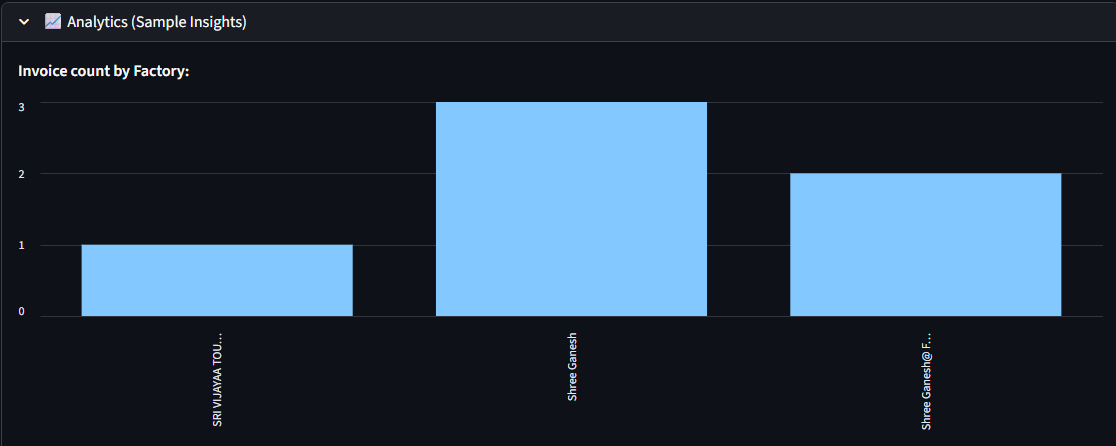 📈 Analytics (Sample Insights)
Invoice count by Factory:
3
2
1
0
SRI VIJAYAA TOU…
Shree Ganesh
Shree Ganesh@ F…